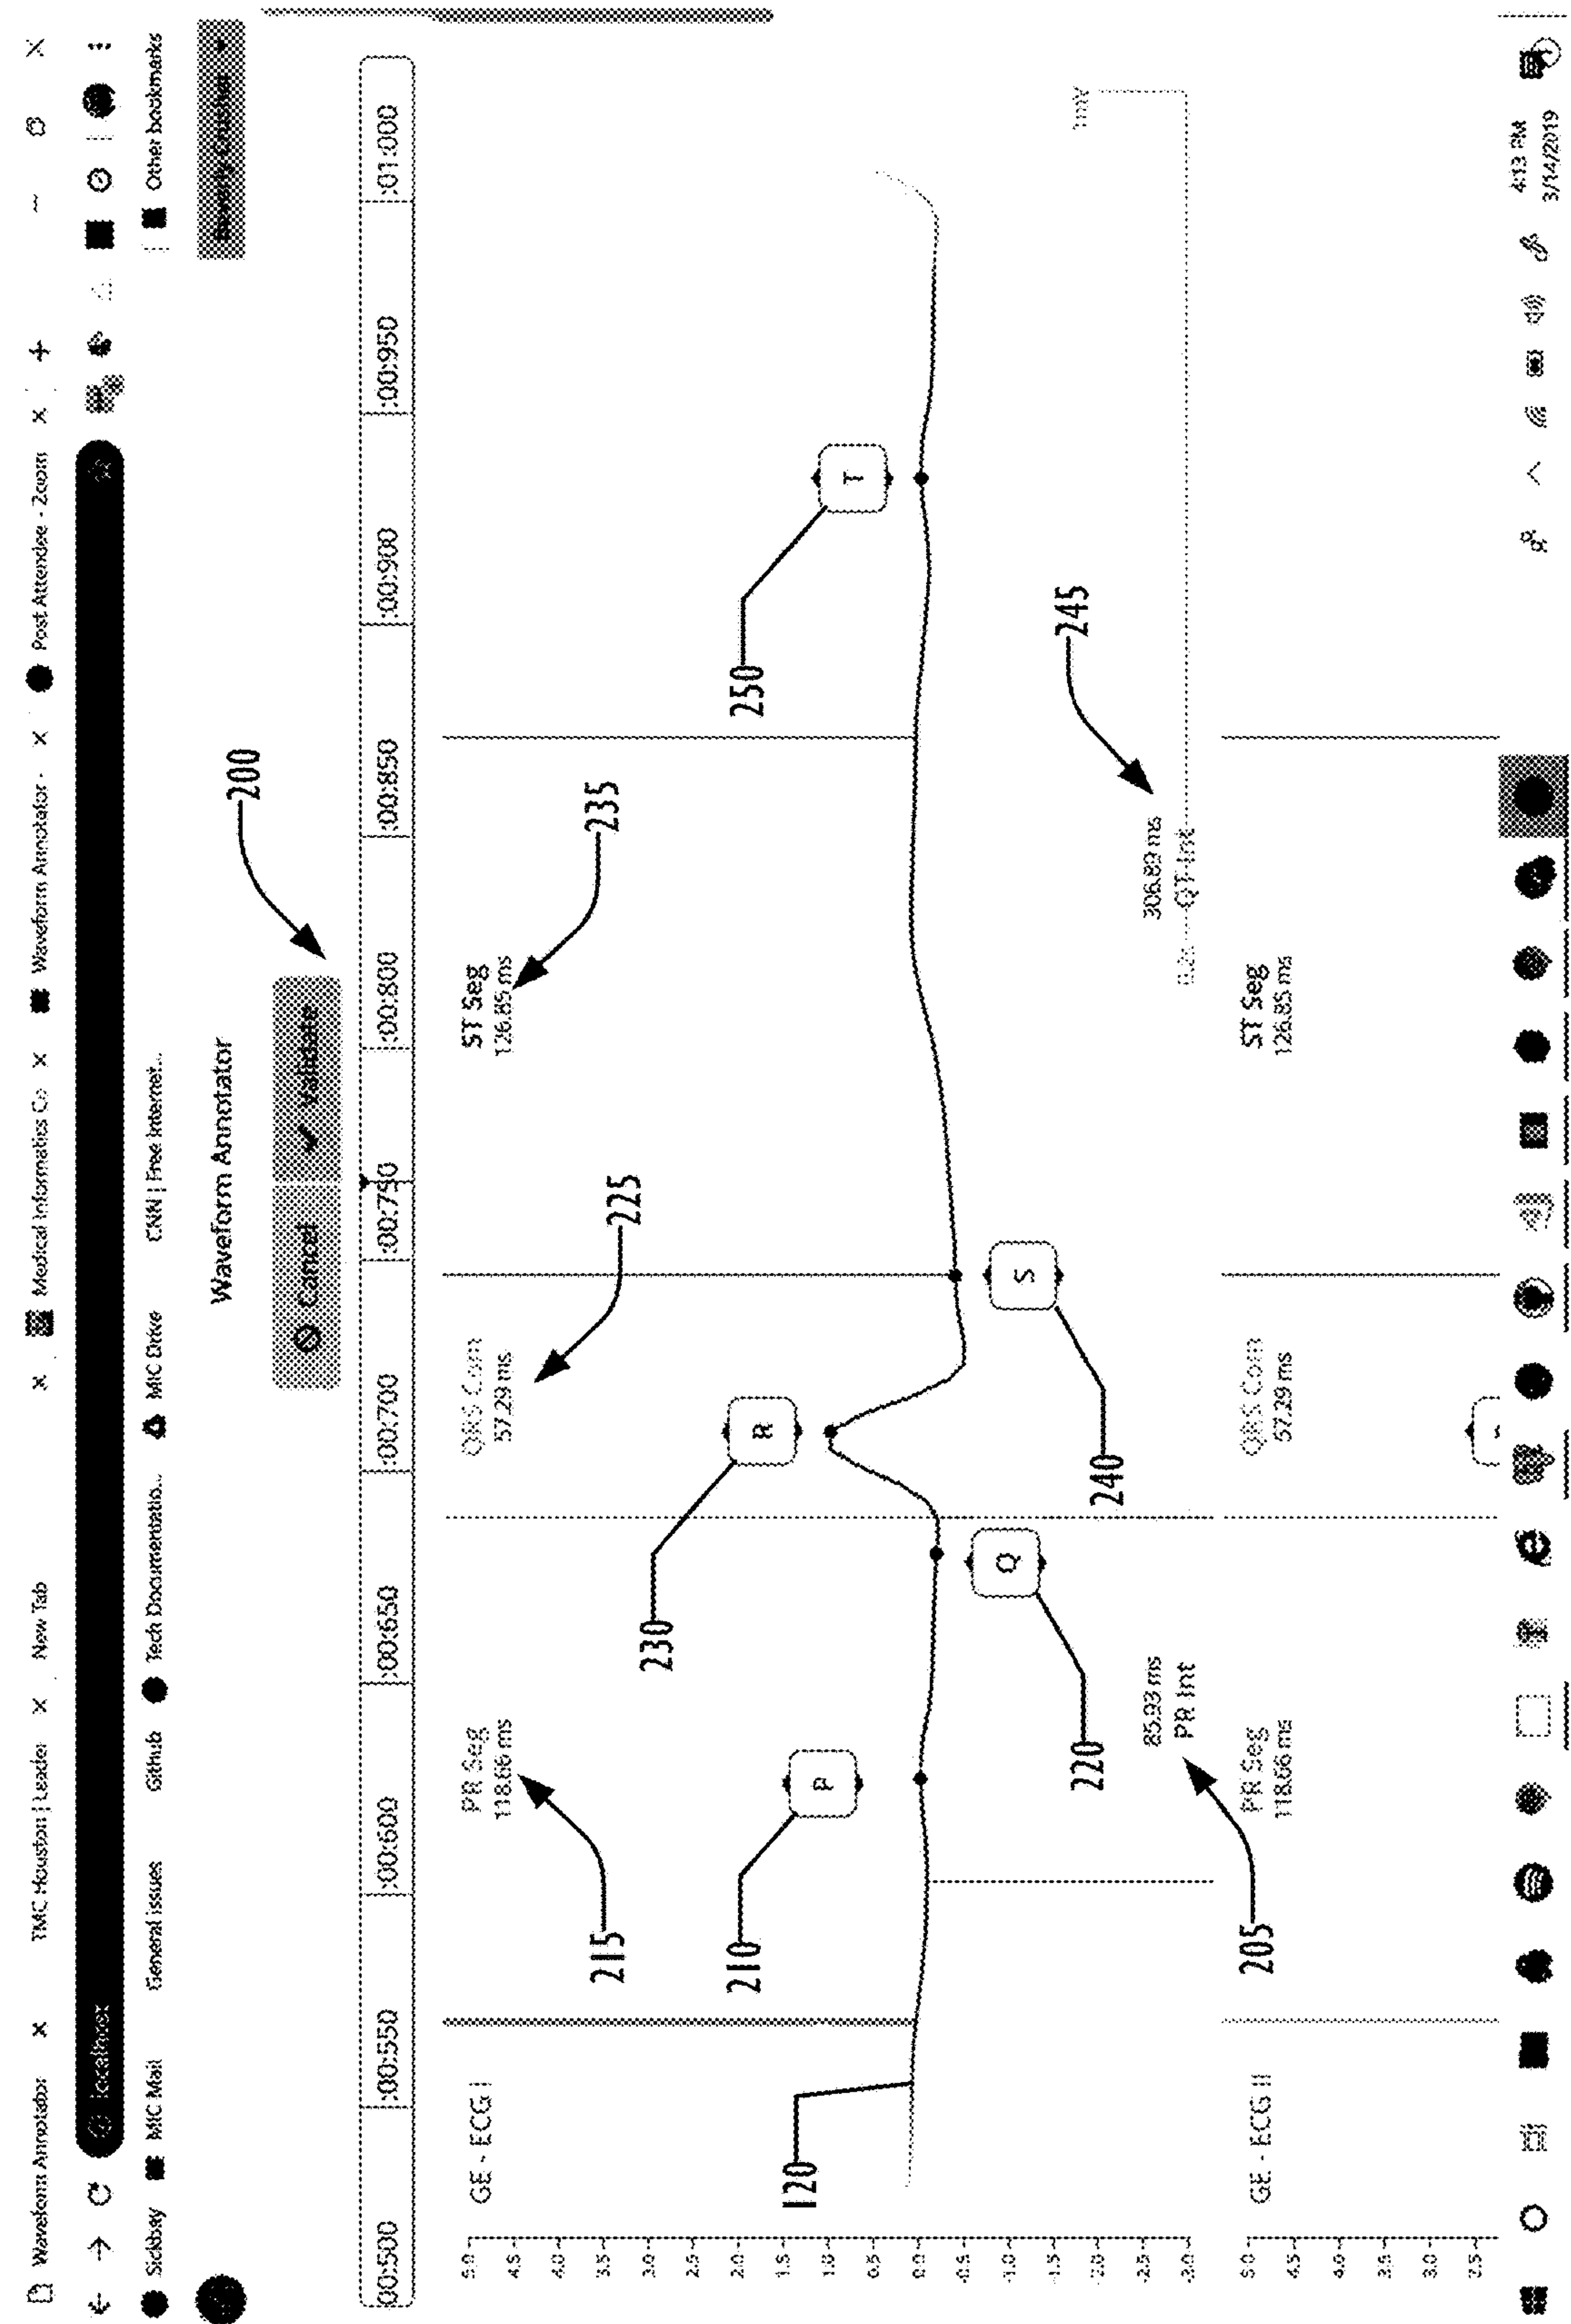 Waveform Annotator × TMC Houston | Leader × New Tab × Medical Informatics Co × Waveform Annotator - × Post Attendee - Zoom × +
localhost
Sickbay MIC Mail General issues Github Tech Documentatio... MIC Drive CNN | Free Internet... Other bookmarks
Waveform Annotator
Cancel Validate
200
:00:500 :00:550 :00:600 :00:650 :00:700 :00:750 :00:800 :00:850 :00:900 :00:950 :01:000
GE - ECG I
PR Seg
118.66 ms
QRS Com
57.29 ms
ST Seg
126.85 ms
215
225
235
5.0
4.5
4.0
3.5
3.0
2.5
2.0
1.5
1.0
0.5
0.0
-0.5
-1.0
-1.5
-2.0
-2.5
-3.0
120
210
230
250
P
R
T
Q
S
220
240
245
1mV
85.93 ms
PR Int
306.89 ms
0.2s QT-Int
205
GE - ECG II
PR Seg
118.66 ms
QRS Com
57.29 ms
ST Seg
126.85 ms
5.0
4.5
4.0
3.5
3.0
2.5
4:13 PM
3/14/2019